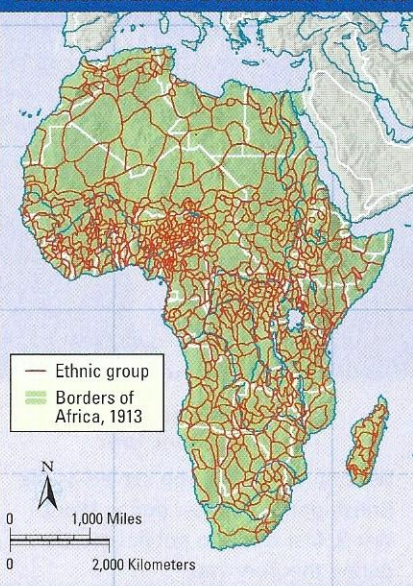 Ethnic group
Borders of
Africa, 1913
N
0 1,000 Miles
0 2,000 Kilometers